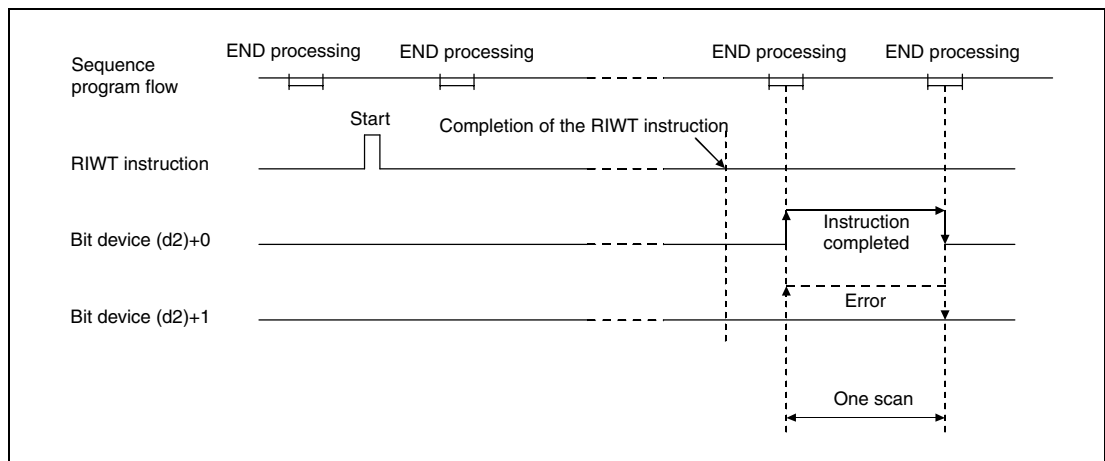 END processing
END processing
END processing
END processing
Sequence
program flow
Start
Completion of the RIWT instruction
RIWT instruction
Bit device (d2)+0
Instruction
completed
Error
Bit device (d2)+1
One scan